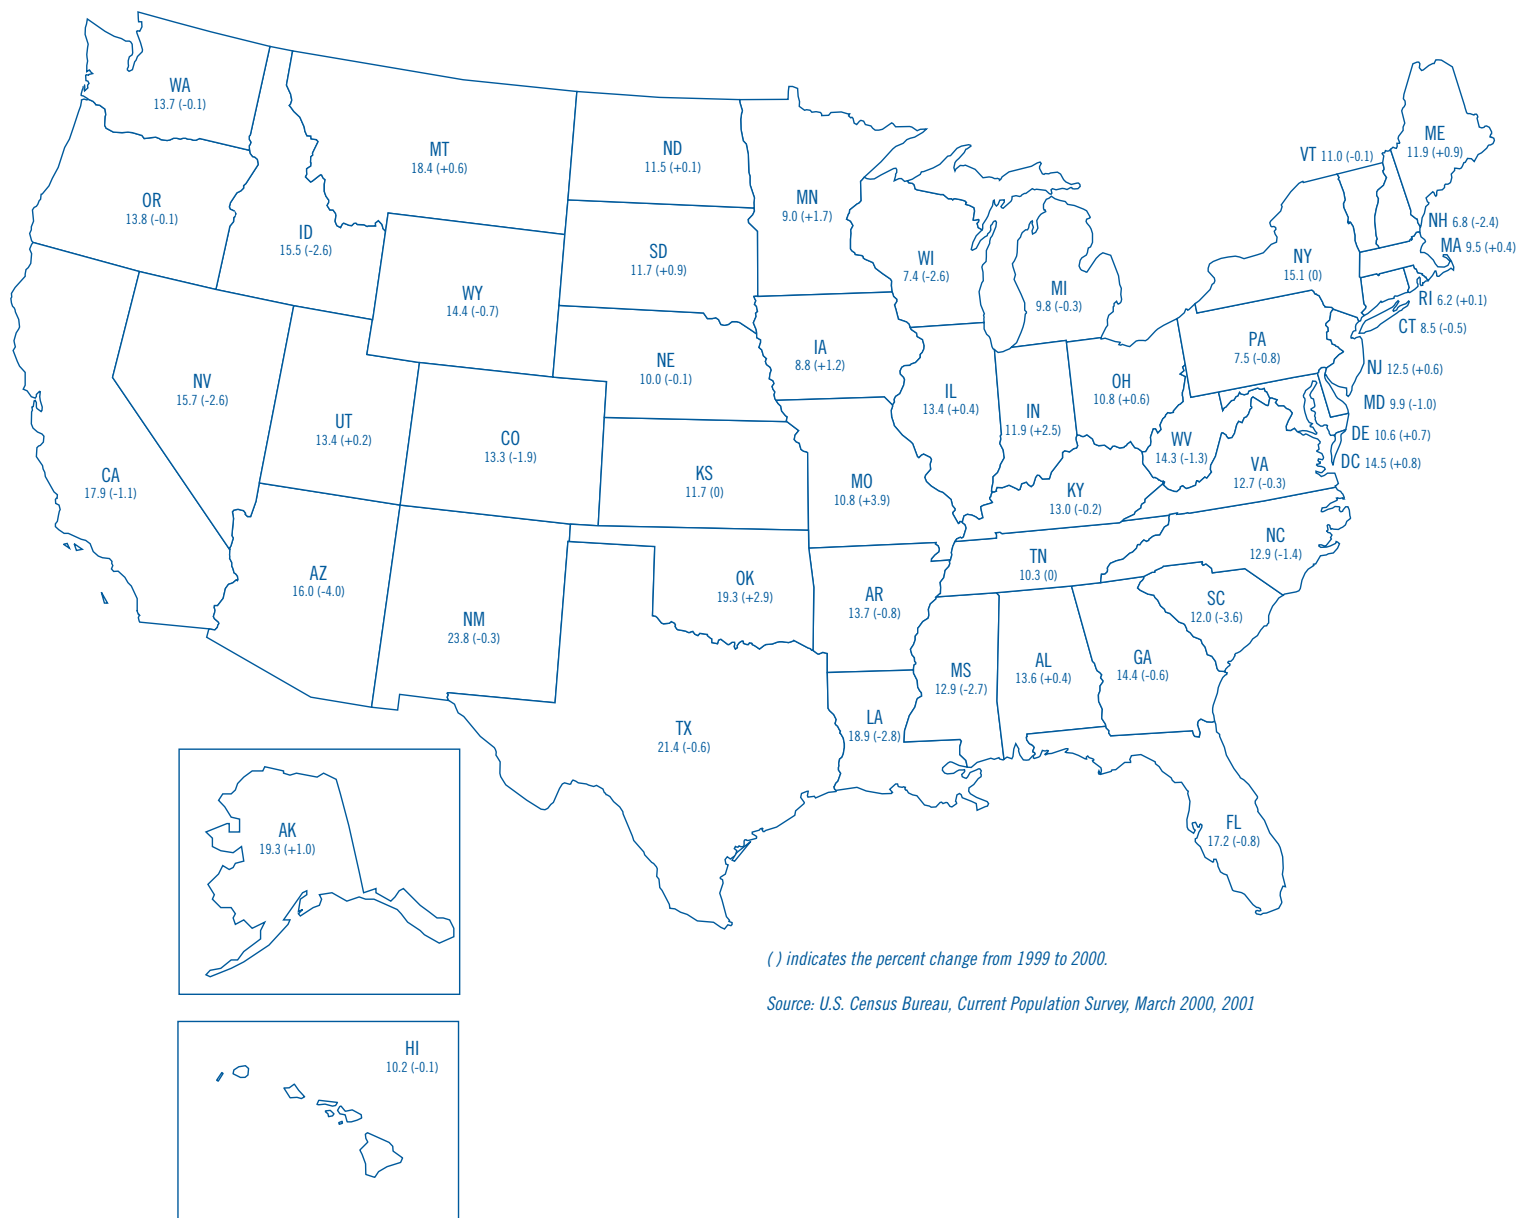 WA
13.7 (-0.1)
OR
13.8 (-0.1)
ID
15.5 (-2.6)
MT
18.4 (+0.6)
WY
14.4 (-0.7)
ND
11.5 (+0.1)
SD
11.7 (+0.9)
NE
10.0 (-0.1)
KS
11.7 (0)
MN
9.0 (+1.7)
WI
7.4 (-2.6)
IA
8.8 (+1.2)
MI
9.8 (-0.3)
IL
13.4 (+0.4)
IN
11.9 (+2.5)
OH
10.8 (+0.6)
MO
10.8 (+3.9)
KY
13.0 (-0.2)
WV
14.3 (-1.3)
VA
12.7 (-0.3)
PA
7.5 (-0.8)
NY
15.1 (0)
VT 11.0 (-0.1)
ME
11.9 (+0.9)
NH 6.8 (-2.4)
MA 9.5 (+0.4)
RI 6.2 (+0.1)
CT 8.5 (-0.5)
NJ 12.5 (+0.6)
MD 9.9 (-1.0)
DE 10.6 (+0.7)
DC 14.5 (+0.8)
CA
17.9 (-1.1)
NV
15.7 (-2.6)
UT
13.4 (+0.2)
CO
13.3 (-1.9)
AZ
16.0 (-4.0)
NM
23.8 (-0.3)
OK
19.3 (+2.9)
TX
21.4 (-0.6)
AR
13.7 (-0.8)
LA
18.9 (-2.8)
MS
12.9 (-2.7)
AL
13.6 (+0.4)
GA
14.4 (-0.6)
TN
10.3 (0)
NC
12.9 (-1.4)
SC
12.0 (-3.6)
FL
17.2 (-0.8)
AK
19.3 (+1.0)
HI
10.2 (-0.1)
( ) indicates the percent change from 1999 to 2000.
Source: U.S. Census Bureau, Current Population Survey, March 2000, 2001